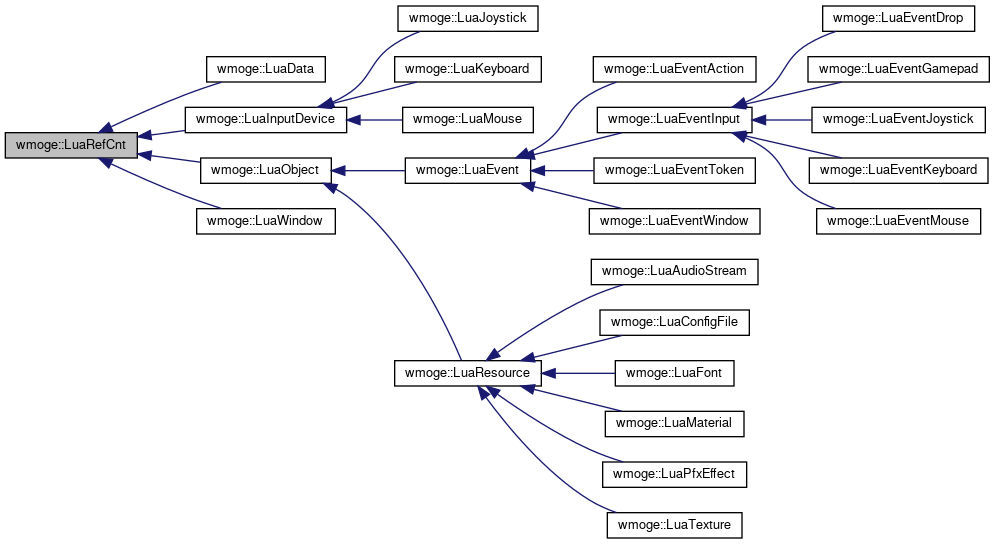 wmoge::LuaRefCnt
wmoge::LuaData
wmoge::LuaInputDevice
wmoge::LuaObject
wmoge::LuaWindow
wmoge::LuaJoystick
wmoge::LuaKeyboard
wmoge::LuaMouse
wmoge::LuaEvent
wmoge::LuaResource
wmoge::LuaEventAction
wmoge::LuaEventInput
wmoge::LuaEventToken
wmoge::LuaEventWindow
wmoge::LuaAudioStream
wmoge::LuaConfigFile
wmoge::LuaFont
wmoge::LuaMaterial
wmoge::LuaPfxEffect
wmoge::LuaTexture
wmoge::LuaEventDrop
wmoge::LuaEventGamepad
wmoge::LuaEventJoystick
wmoge::LuaEventKeyboard
wmoge::LuaEventMouse